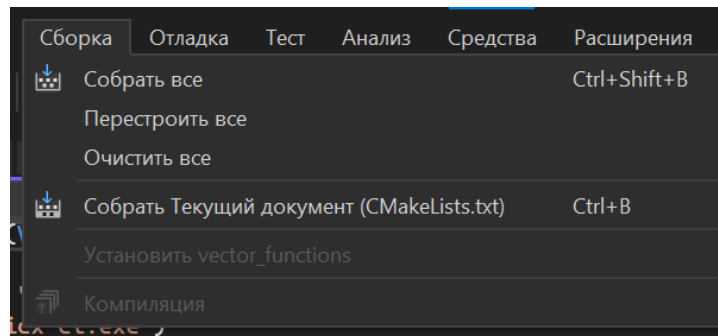 Сборка Отладка Тест Анализ Средства Расширения
Собрать все Ctrl+Shift+B
Перестроить все
Очистить все
Собрать Текущий документ (CMakeLists.txt) Ctrl+B
Установить vector_functions
Компиляция